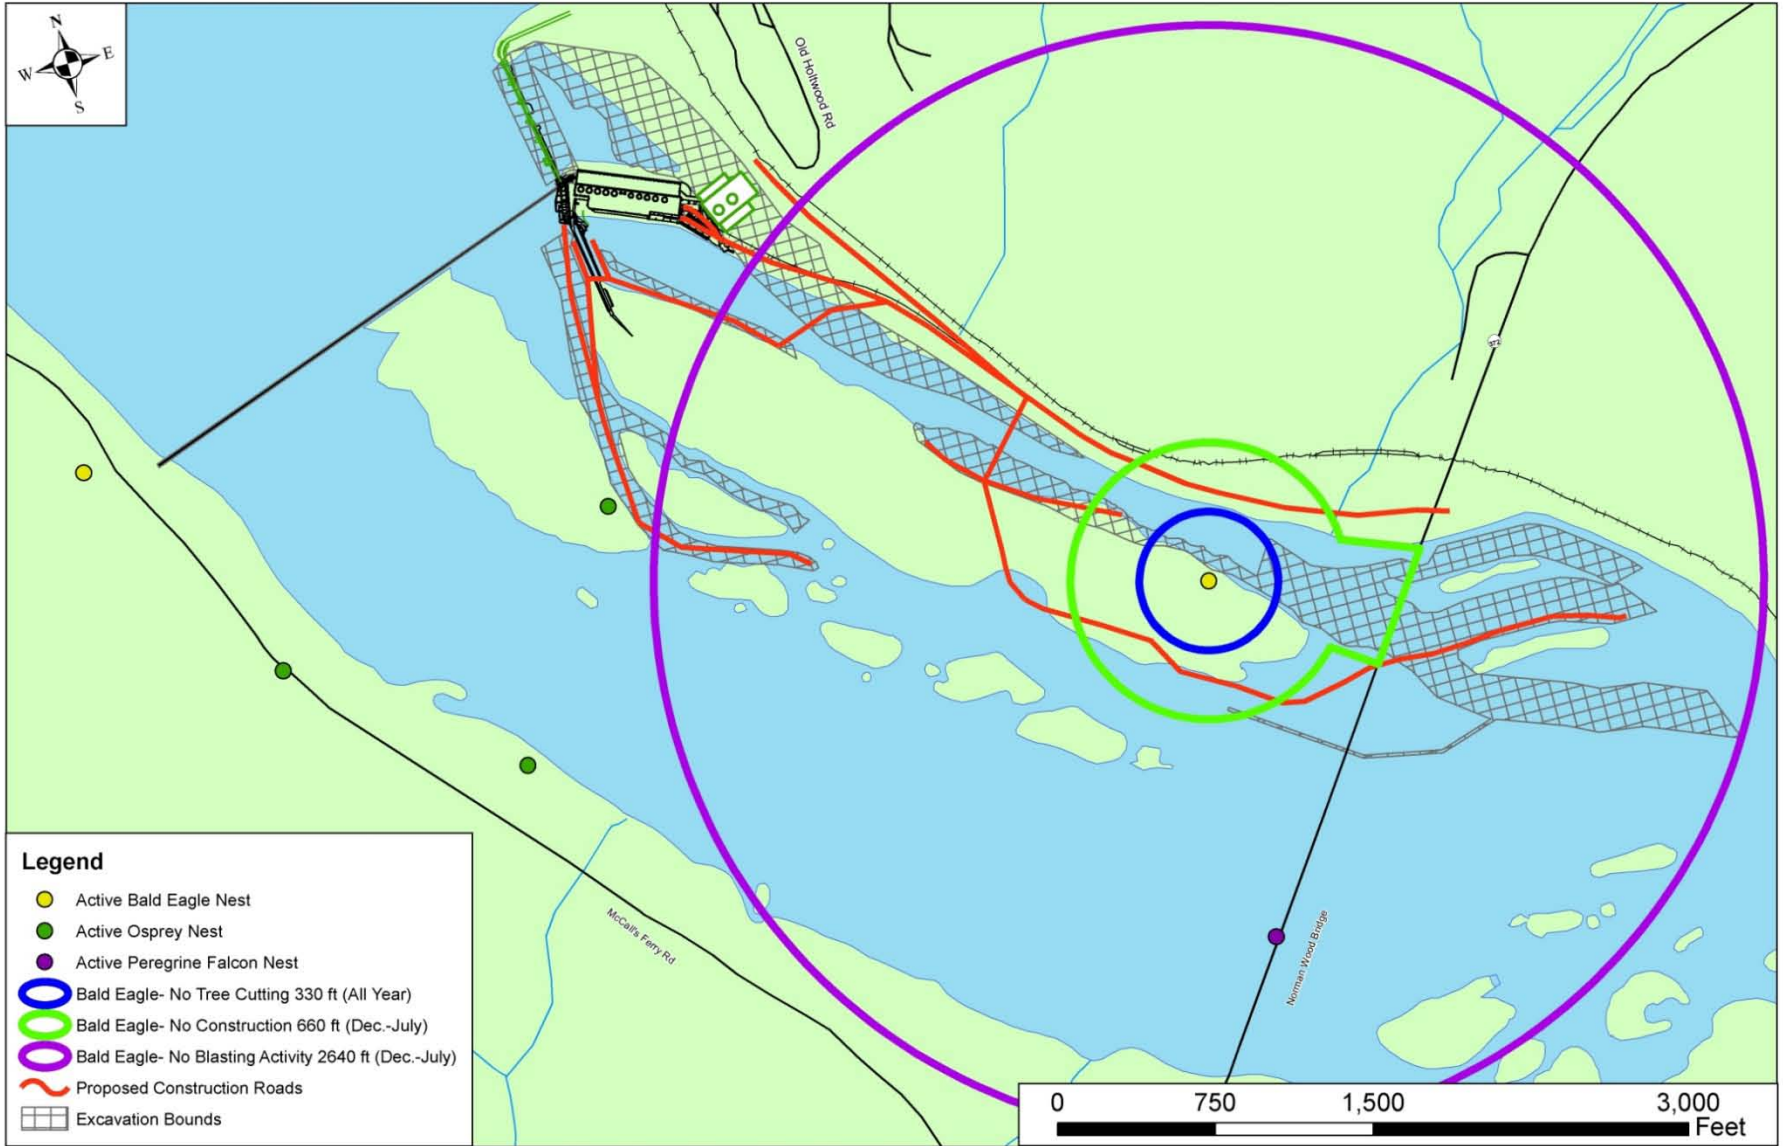 N
W E
S
Old Holtwood Rd
372
McCall's Ferry Rd
Norman Wood Bridge
Legend
Active Bald Eagle Nest
Active Osprey Nest
Active Peregrine Falcon Nest
Bald Eagle- No Tree Cutting 330 ft (All Year)
Bald Eagle- No Construction 660 ft (Dec.-July)
Bald Eagle- No Blasting Activity 2640 ft (Dec.-July)
Proposed Construction Roads
Excavation Bounds
0 750 1,500 3,000
Feet